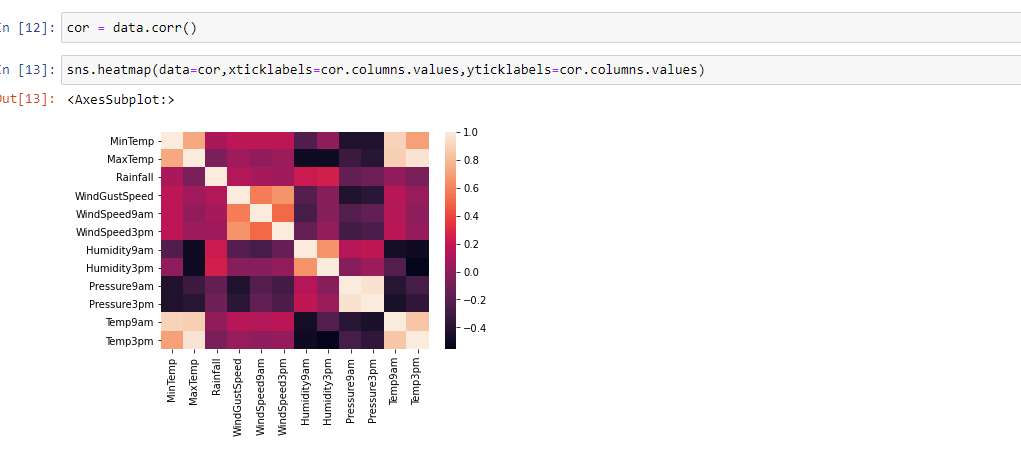 n [12]: cor = data.corr()
n [13]: sns.heatmap(data=cor,xticklabels=cor.columns.values,yticklabels=cor.columns.values)
ut[13]: <AxesSubplot:>
MinTemp
MaxTemp
Rainfall
WindGustSpeed
WindSpeed9am
WindSpeed3pm
Humidity9am
Humidity3pm
Pressure9am
Pressure3pm
Temp9am
Temp3pm
1.0
0.8
0.6
0.4
0.2
0.0
−0.2
−0.4
MinTemp
MaxTemp
Rainfall
WindGustSpeed
WindSpeed9am
WindSpeed3pm
Humidity9am
Humidity3pm
Pressure9am
Pressure3pm
Temp9am
Temp3pm